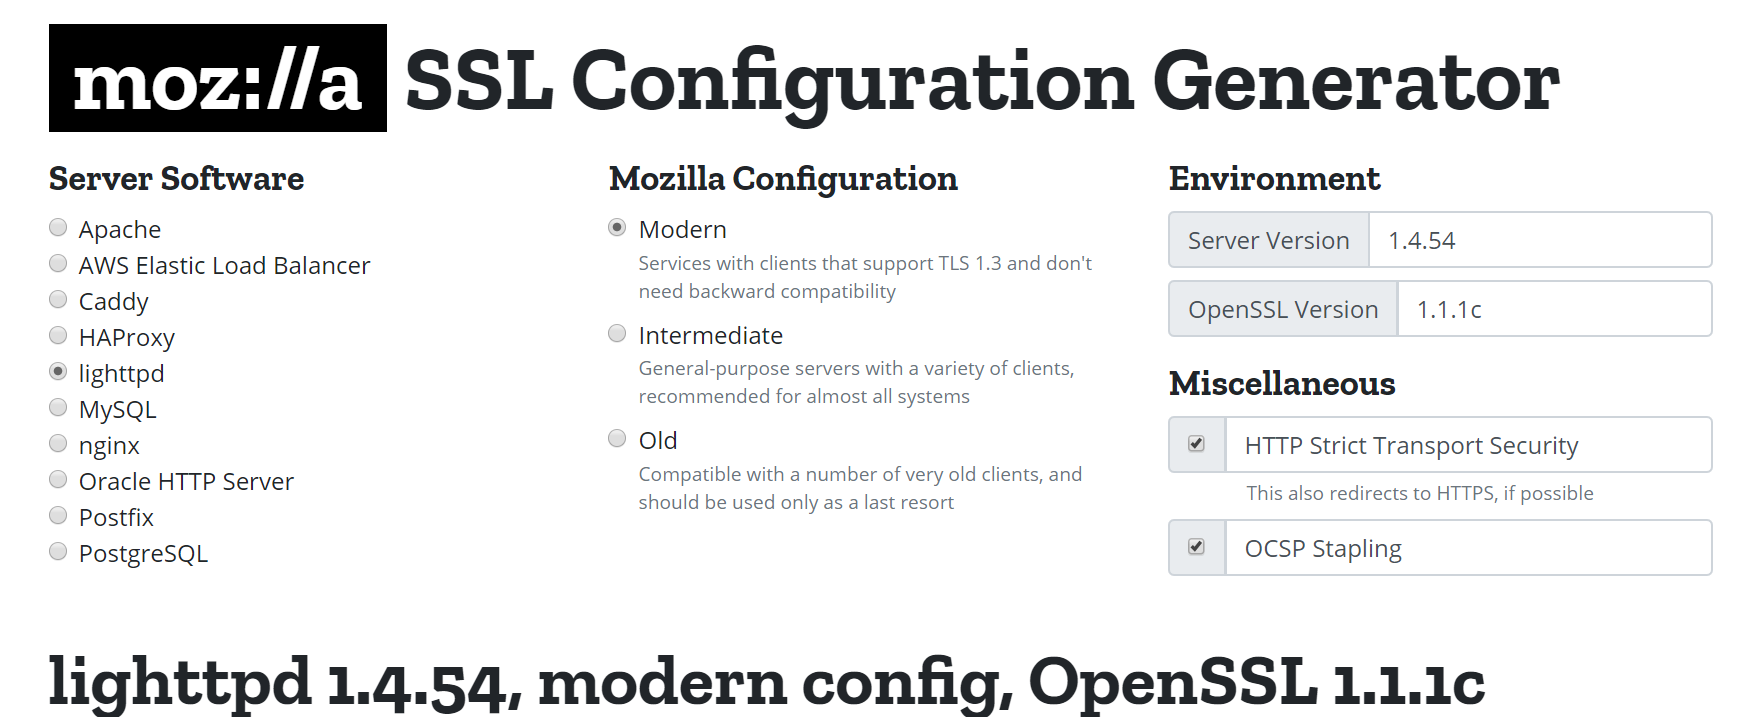 moz://a SSL Configuration Generator
Server Software
Apache
AWS Elastic Load Balancer
Caddy
HAProxy
lighttpd
MySQL
nginx
Oracle HTTP Server
Postfix
PostgreSQL
Mozilla Configuration
Modern
Services with clients that support TLS 1.3 and don't
need backward compatibility
Intermediate
General-purpose servers with a variety of clients,
recommended for almost all systems
Old
Compatible with a number of very old clients, and
should be used only as a last resort
Environment
Server Version 1.4.54
OpenSSL Version 1.1.1c
Miscellaneous
HTTP Strict Transport Security
This also redirects to HTTPS, if possible
OCSP Stapling
lighttpd 1.4.54, modern config, OpenSSL 1.1.1c